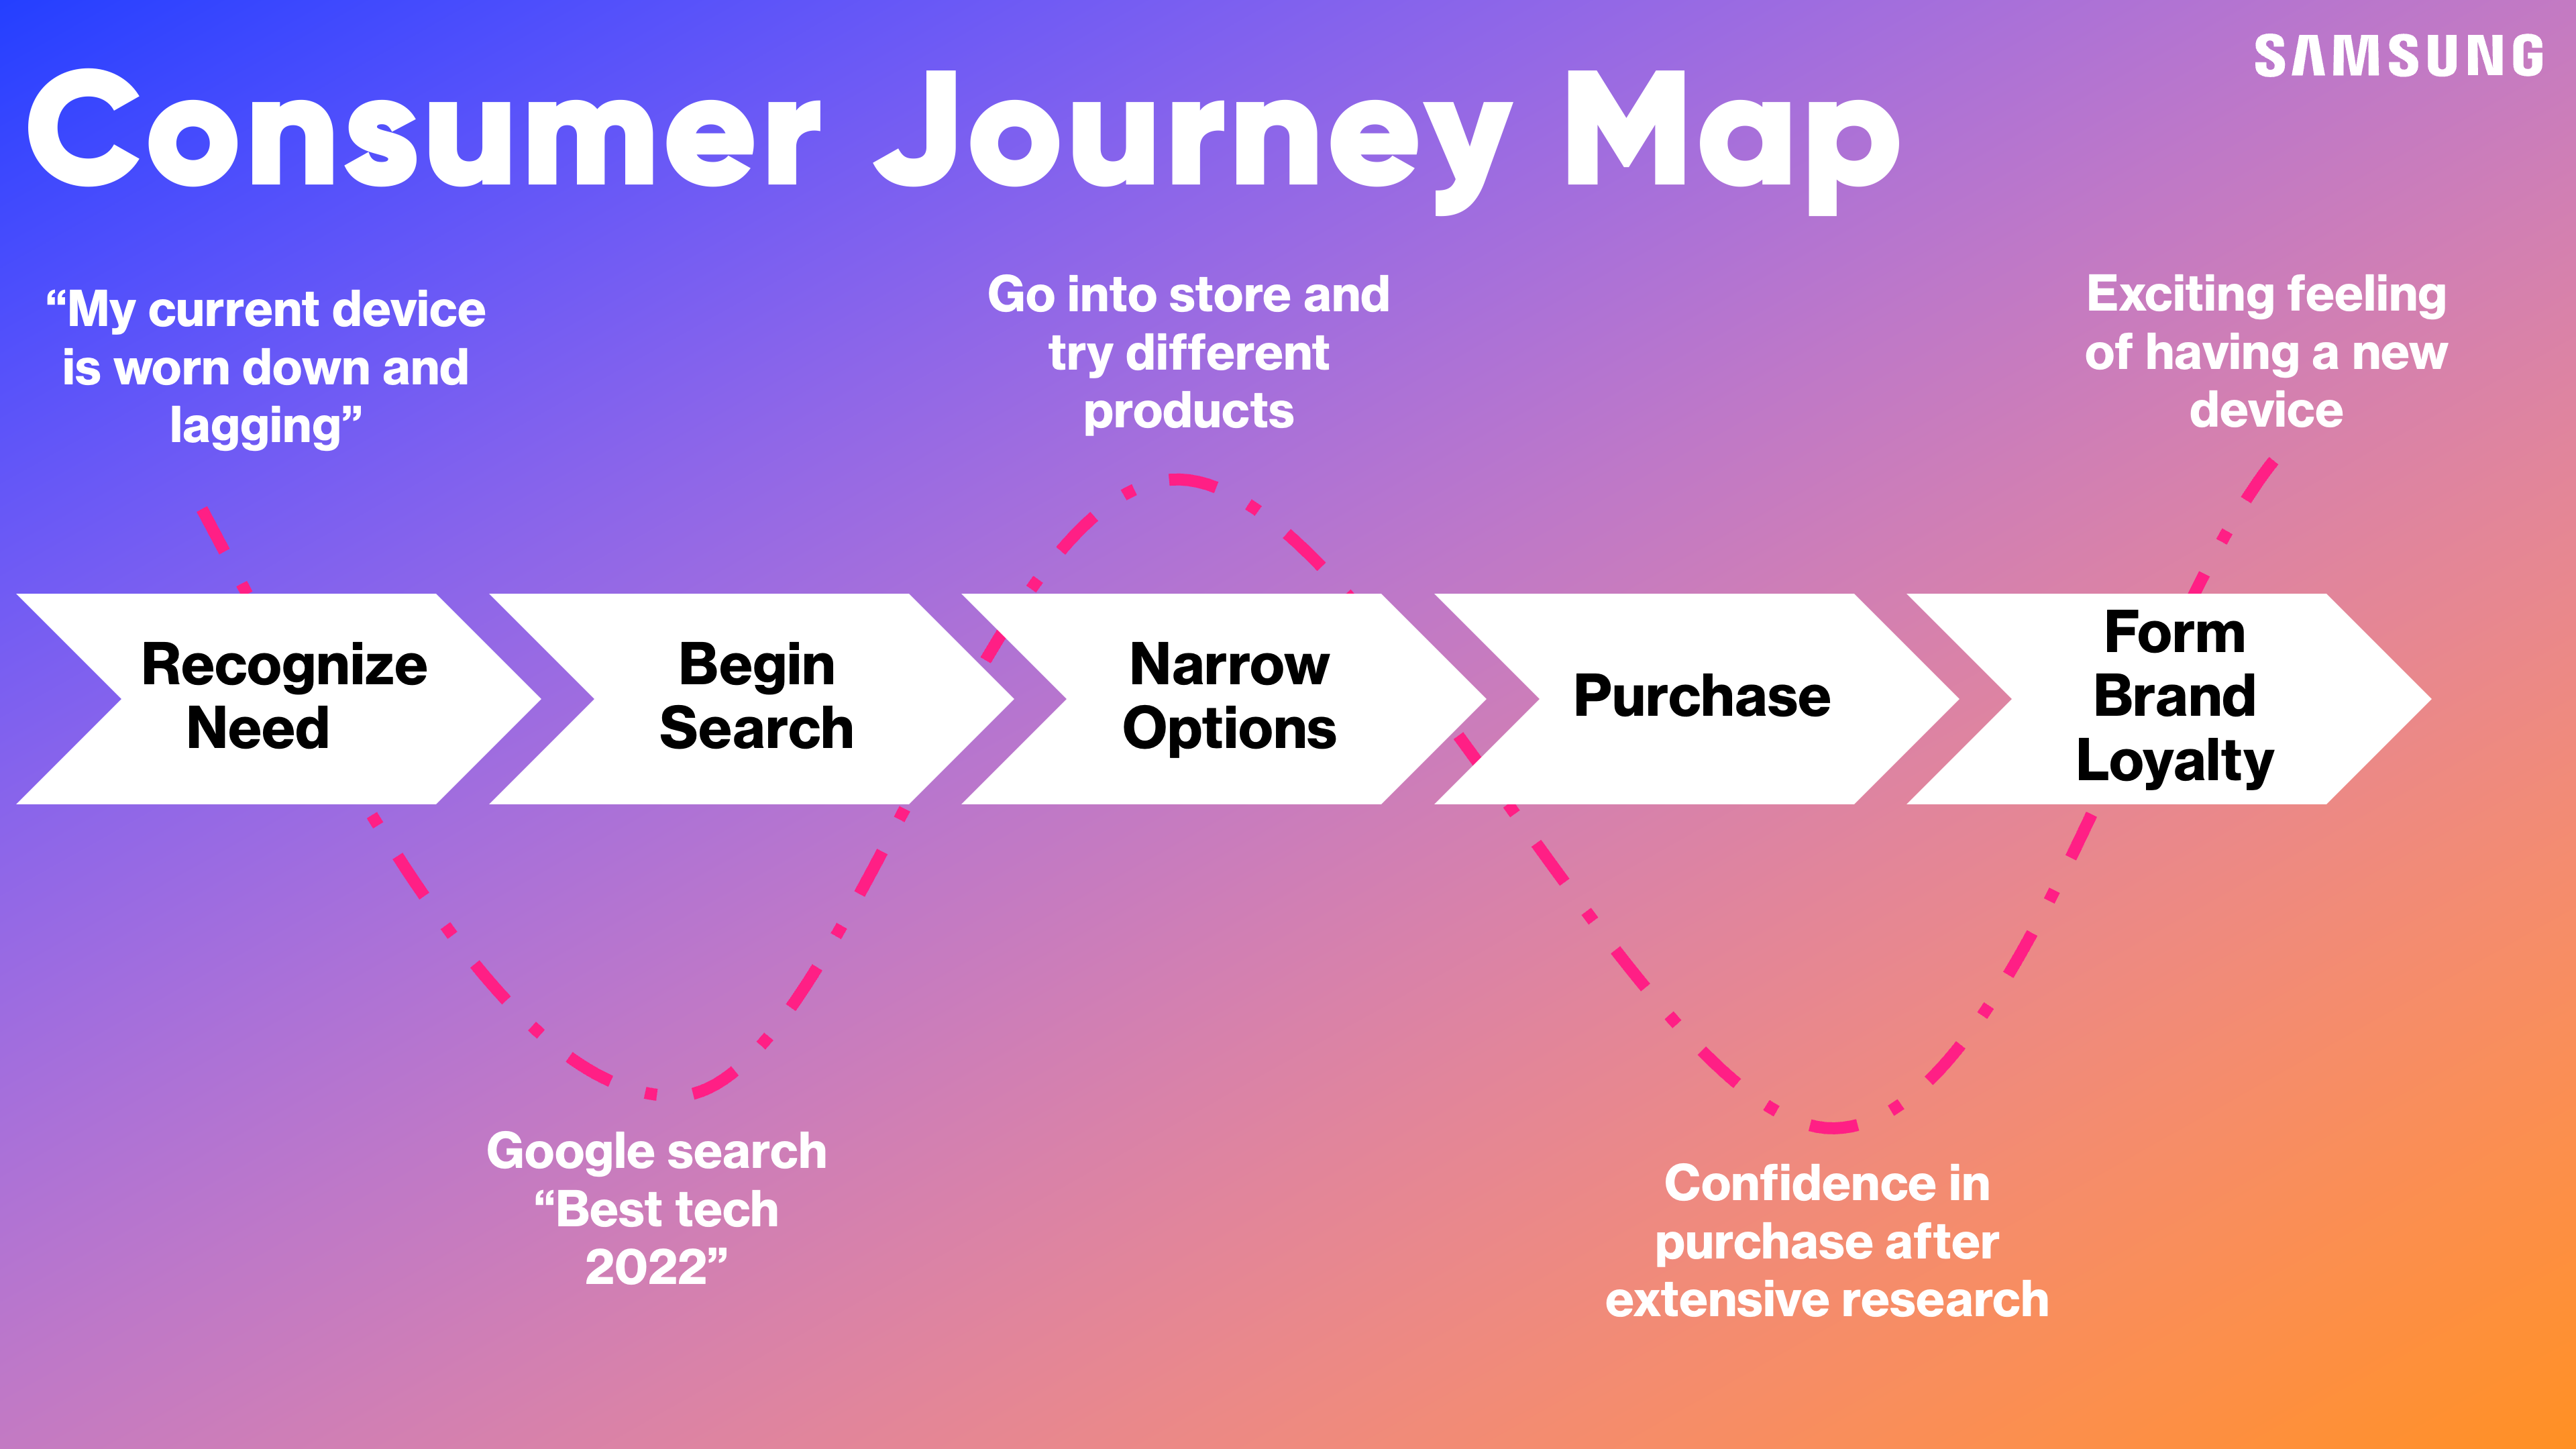 SAMSUNG
Consumer Journey Map
“My current device
is worn down and
lagging”
Go into store and
try different
products
Exciting feeling
of having a new
device
Recognize
Need
Begin
Search
Narrow
Options
Purchase
Form
Brand
Loyalty
Google search
“Best tech
2022”
Confidence in
purchase after
extensive research